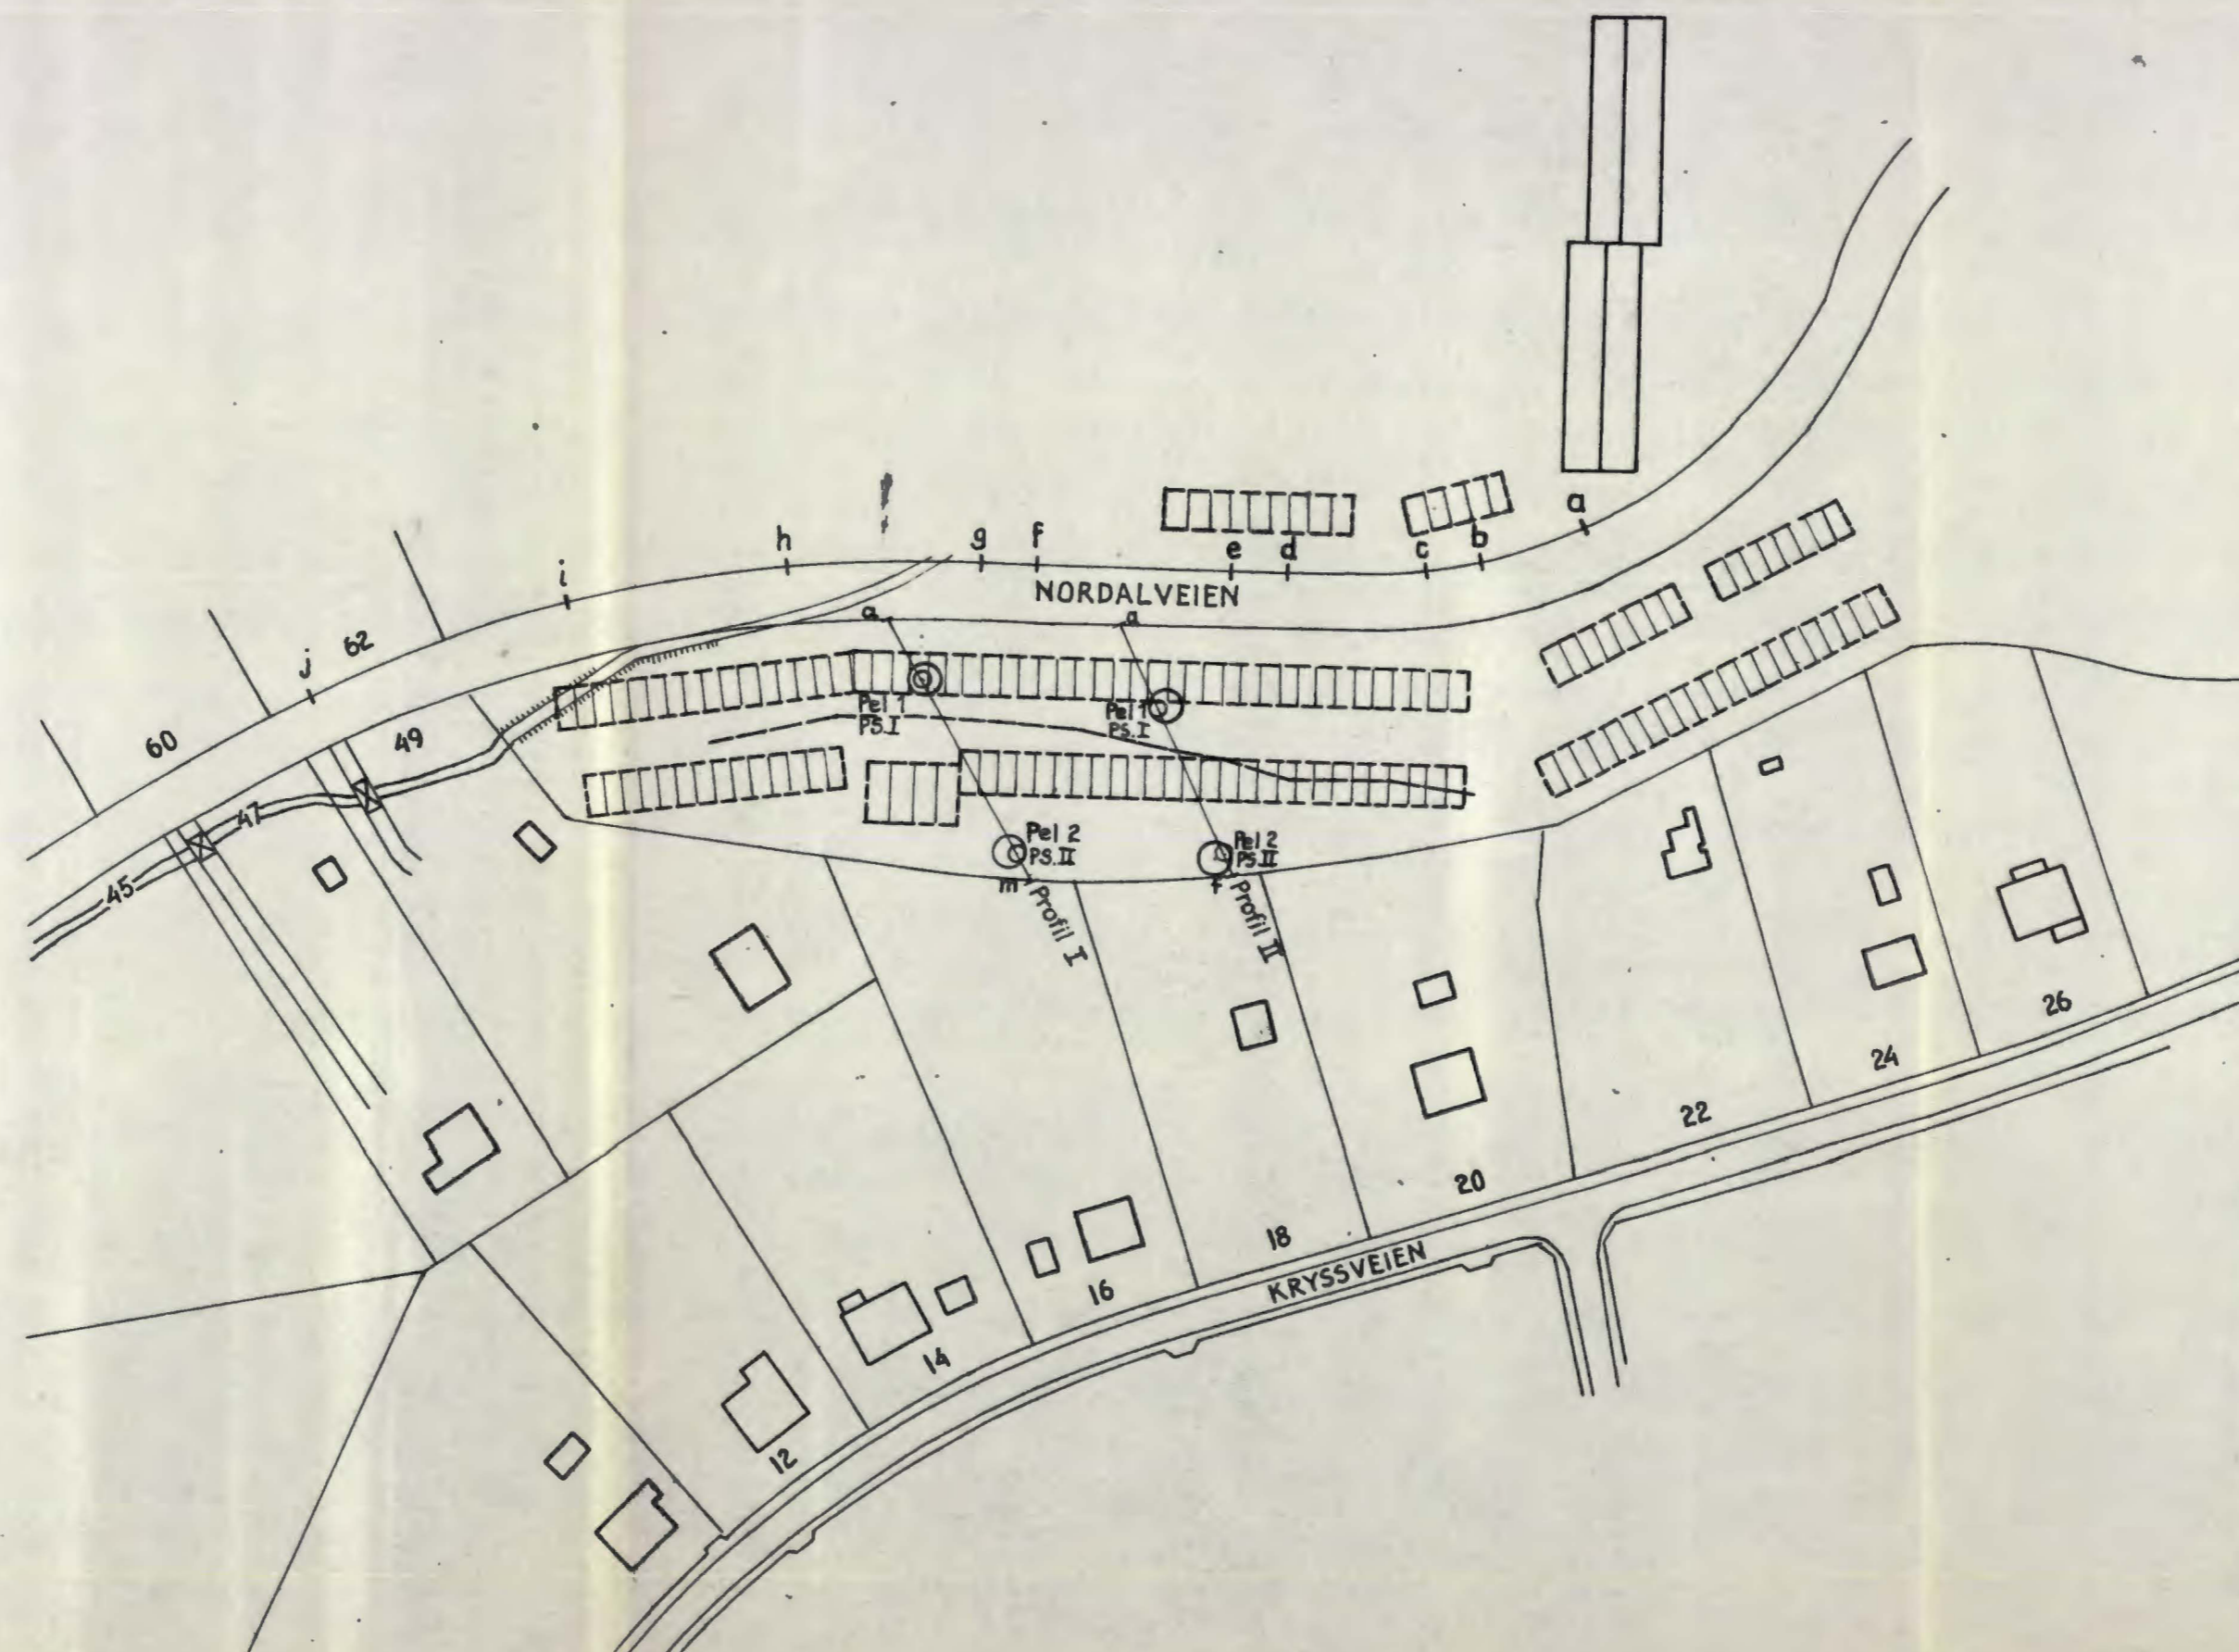 a
h
g
f
e
d
c
b
i
NORDALVEIEN
a
a
62
j
60
49
Pel 1
PS.I
Pel 1
PS.I
47
45
Pel 2
PS.II
Pel 2
PS.II
m
f
Profil I
Profil II
26
24
22
20
18
KRYSSVEIEN
16
14
12